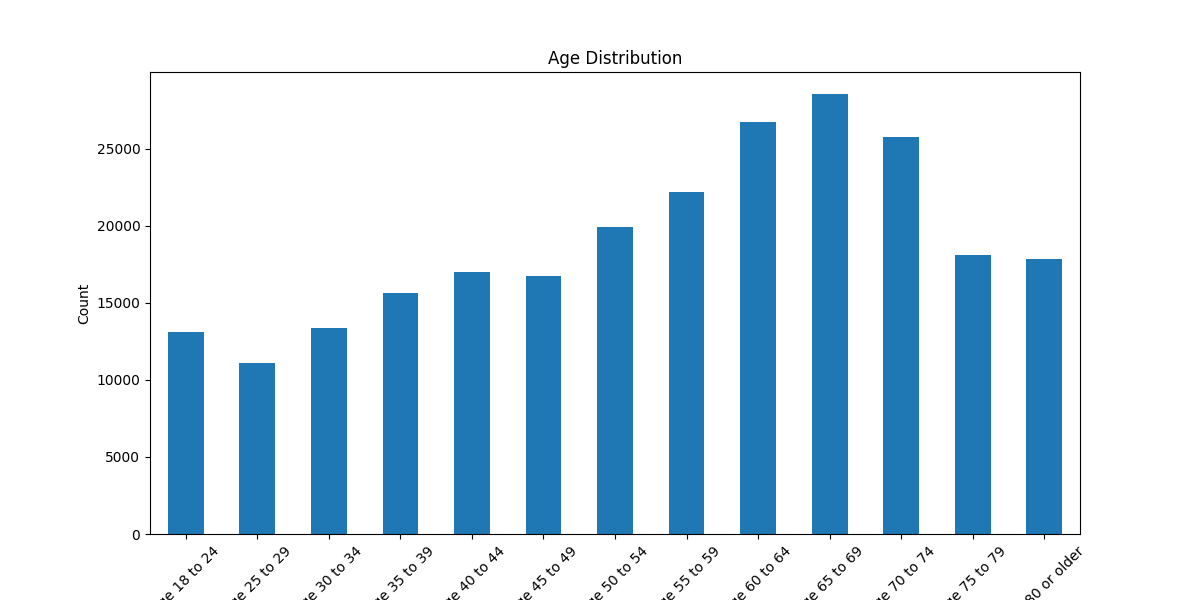 Age Distribution
Count
25000
20000
15000
10000
5000
0
18 to 24
25 to 29
30 to 34
35 to 39
40 to 44
45 to 49
50 to 54
55 to 59
60 to 64
65 to 69
70 to 74
75 to 79
80 or older